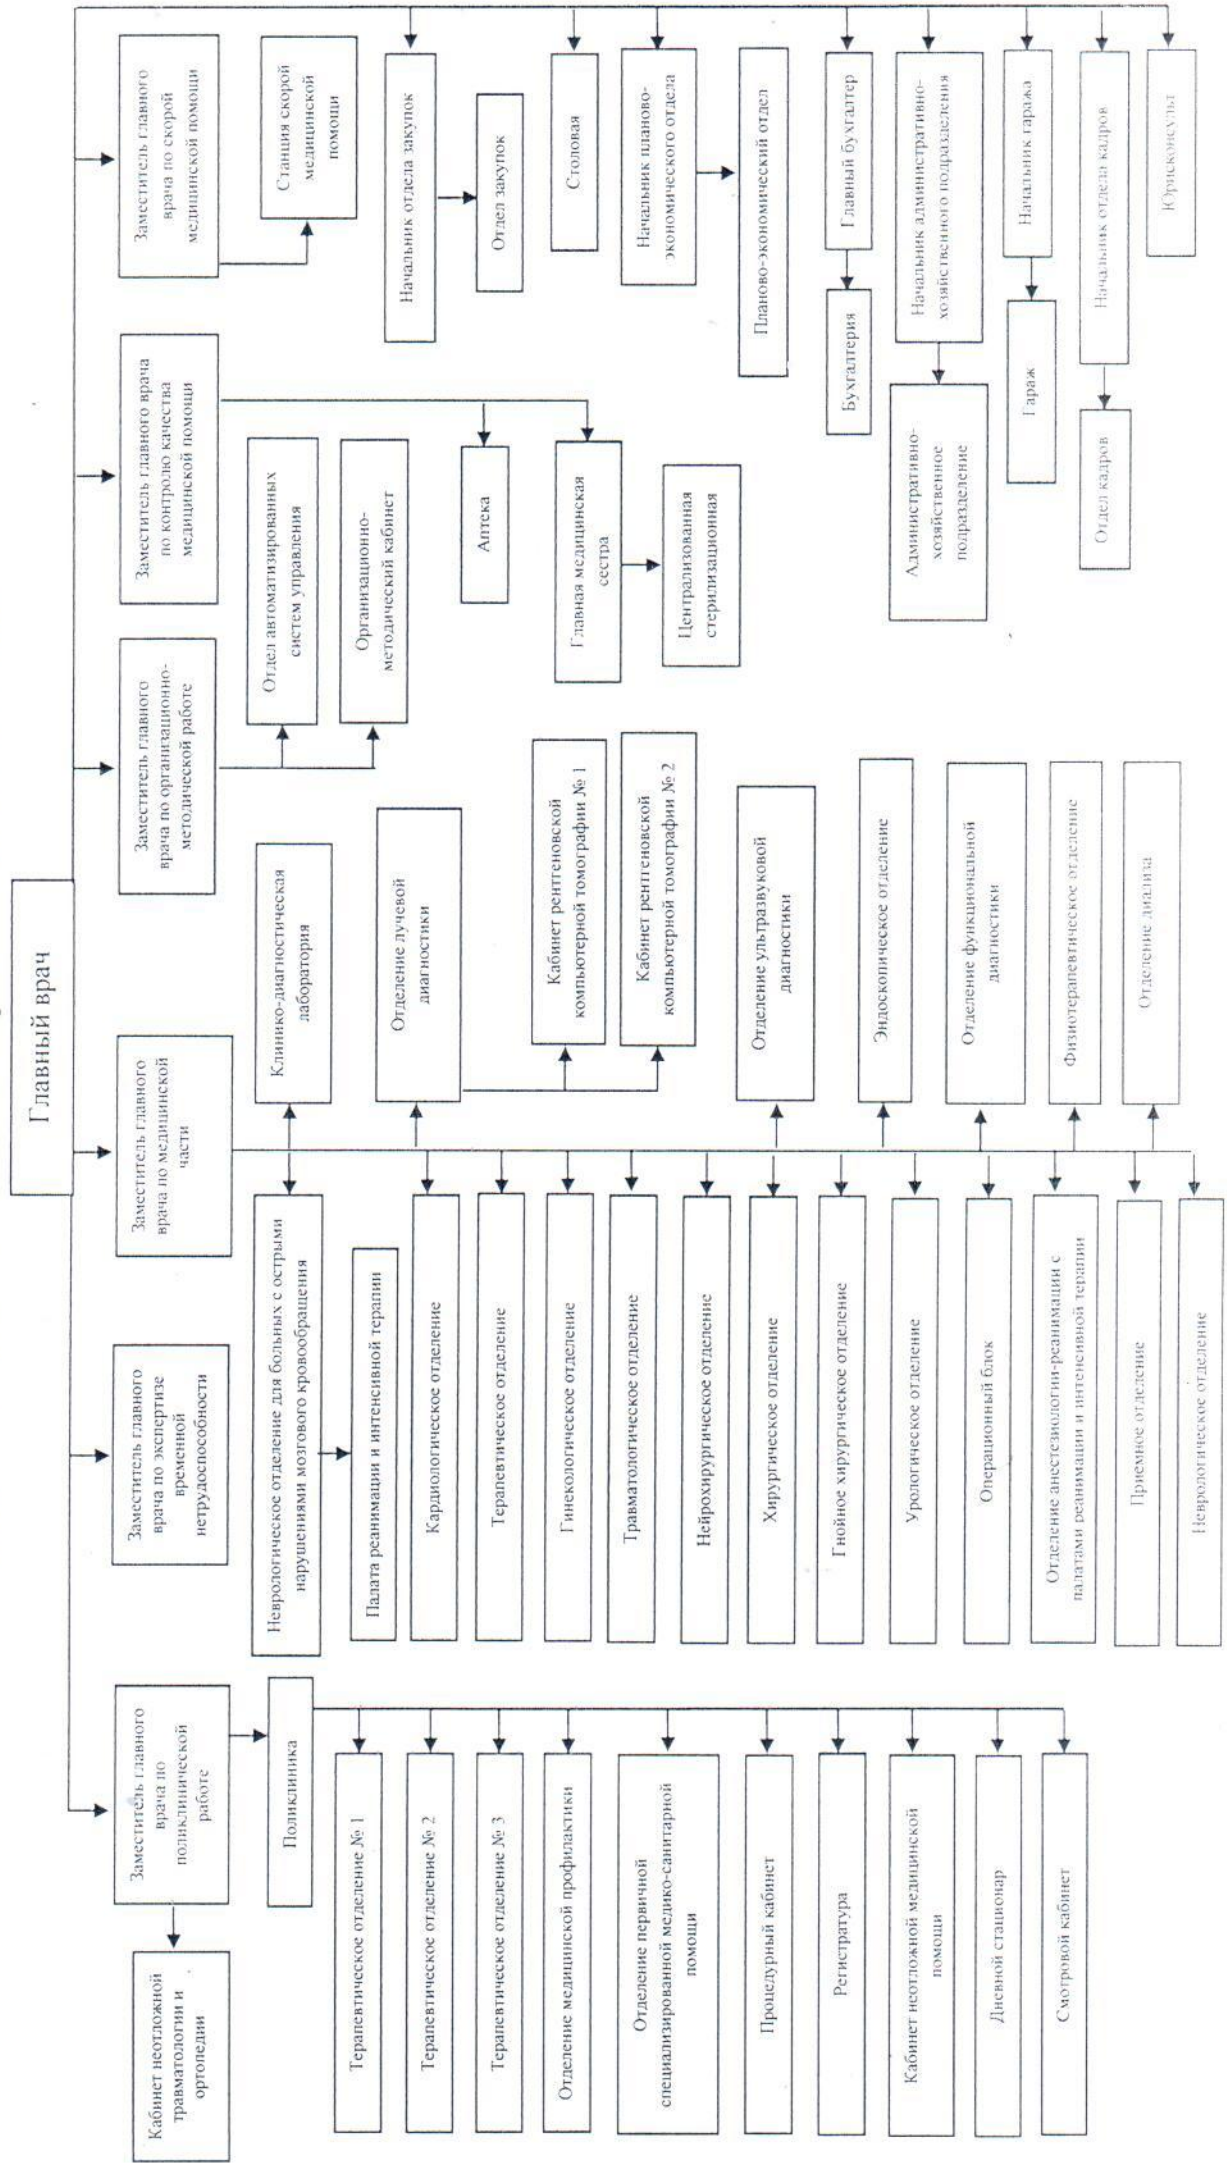 Главный врач
Заместитель главного
врача по
поликлинической
работе
Заместитель главного
врача по экспертизе
временной
нетрудоспособности
Заместитель главного
врача по медицинской
части
Заместитель главного
врача по организационно-
методической работе
Заместитель главного врача
по контролю качества
медицинской помощи
Заместитель главного
врача по скорой
медицинской помощи
Кабинет неотложной
травматологии и
ортопедии
Поликлиника
Терапевтическое отделение № 1
Терапевтическое отделение № 2
Терапевтическое отделение № 3
Отделение медицинской профилактики
Отделение первичной
специализированной медико-санитарной
помощи
Процедурный кабинет
Регистратура
Кабинет неотложной медицинской
помощи
Дневной стационар
Смотровой кабинет
Неврологическое отделение для больных с острыми
нарушениями мозгового кровообращения
Палата реанимации и интенсивной терапии
Кардиологическое отделение
Терапевтическое отделение
Гинекологическое отделение
Травматологическое отделение
Нейрохирургическое отделение
Хирургическое отделение
Гнойное хирургическое отделение
Урологическое отделение
Операционный блок
Отделение анестезиологии-реанимации с
палатами реанимации и интенсивной терапии
Приемное отделение
Неврологическое отделение
Клинико-диагностическая
лаборатория
Отделение лучевой
диагностики
Кабинет рентгеновской
компьютерной томографии № 1
Кабинет рентгеновской
компьютерной томографии № 2
Отделение ультразвуковой
диагностики
Эндоскопическое отделение
Отделение функциональной
диагностики
Физиотерапевтическое отделение
Отделение диализа
Отдел автоматизированных
систем управления
Организационно-
методический кабинет
Аптека
Главная медицинская
сестра
Централизованная
стерилизационная
Станция скорой
медицинской
помощи
Начальник отдела закупок
Отдел закупок
Столовая
Начальник планово-
экономического отдела
Планово-экономический отдел
Главный бухгалтер
Бухгалтерия
Начальник административно-
хозяйственного подразделения
Административно-
хозяйственное
подразделение
Начальник гаража
Гараж
Начальник отдела кадров
Отдел кадров
Юрисконсульт